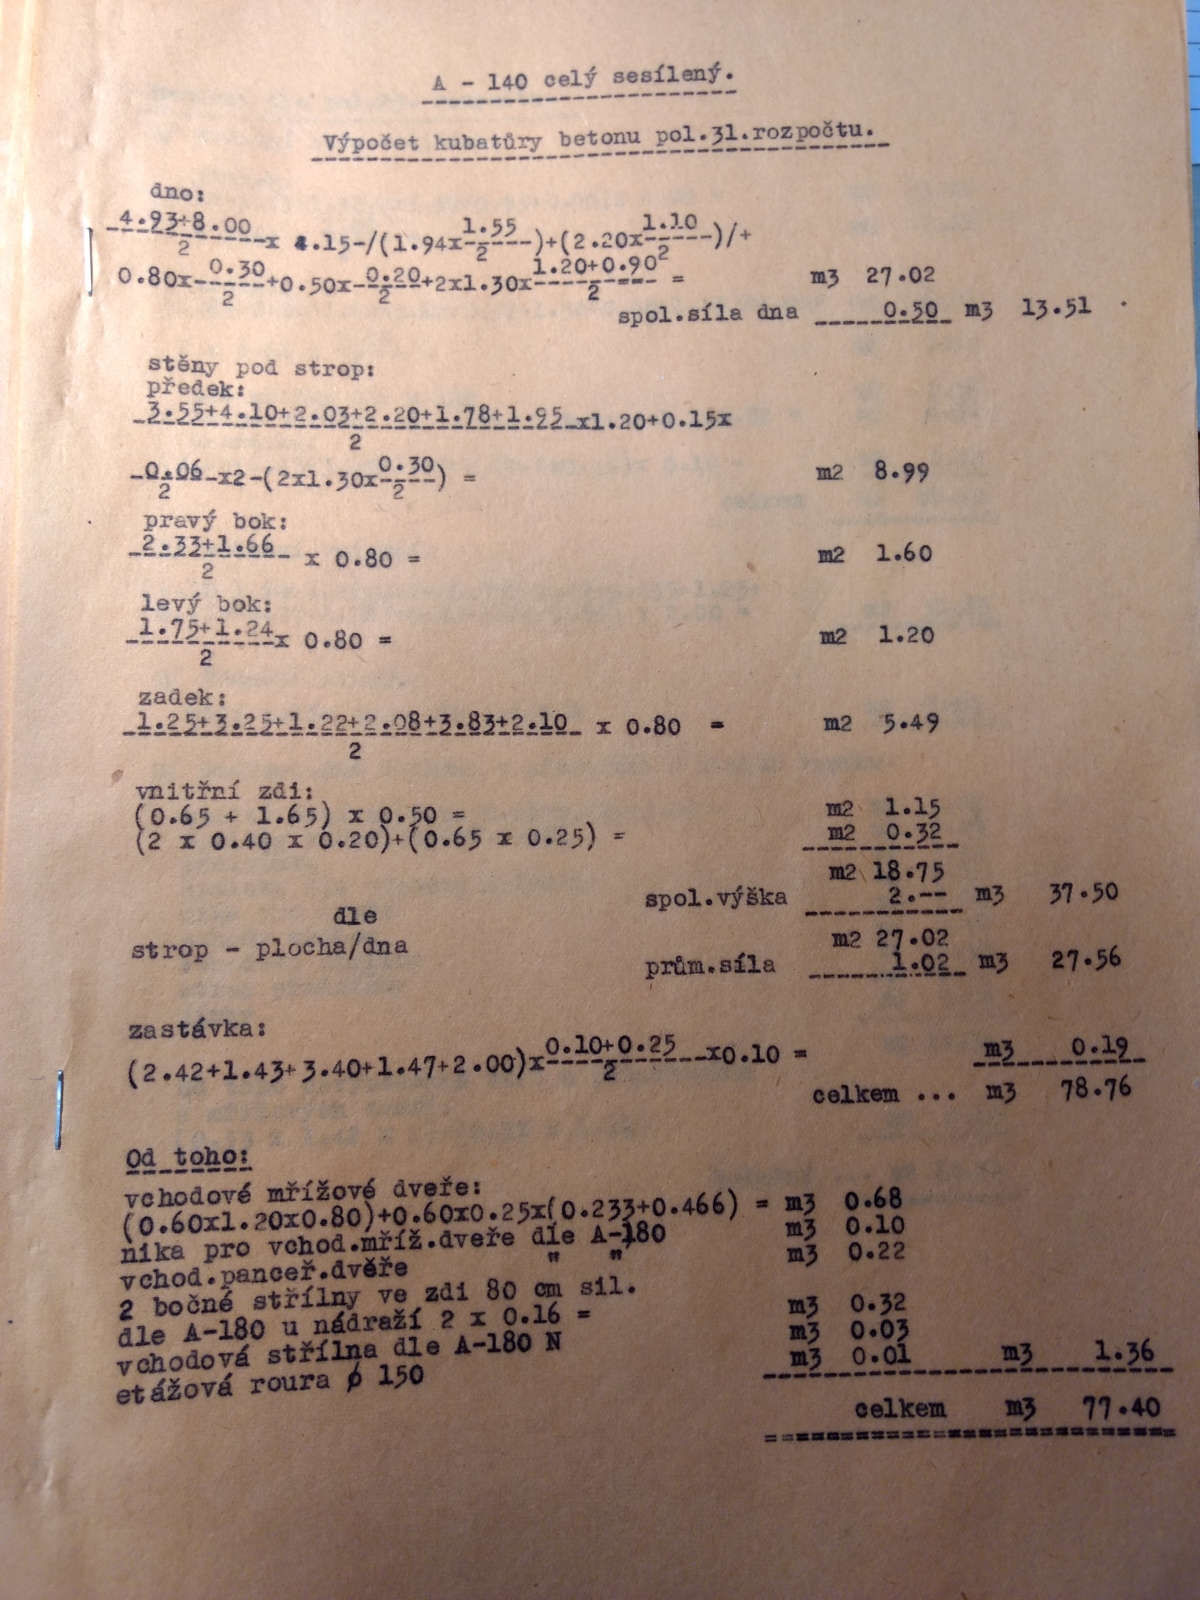 A - 140 celý sesílený.
Výpočet kubatůry betonu pol.31.rozpočtu.
dno:
4.93+8.00/2 x 4.15-/(1.94x1.55/2)+(2.20x1.10/2)/+
0.80x0.30/2+0.50x0.20/2+2x1.30x1.20+0.90/2 = m3 27.02
spol.síla dna 0.50 m3 13.51
stěny pod strop:
předek:
3.55+4.10+2.03+2.20+1.78+1.95/2 x1.20+0.15x
0.06/2 x2-(2x1.30x0.30/2) = m2 8.99
pravý bok:
2.33+1.66/2 x 0.80 = m2 1.60
levý bok:
1.75+1.24/2 x 0.80 = m2 1.20
zadek:
1.25+3.25+1.22+2.08+3.83+2.10/2 x 0.80 = m2 5.49
vnitřní zdi:
(0.65 + 1.65) x 0.50 = m2 1.15
(2 x 0.40 x 0.20)+(0.65 x 0.25) = m2 0.32
m2 18.75
spol.výška 2.-- m3 37.50
dle
strop - plocha/dna m2 27.02
prům.síla 1.02 m3 27.56
zastávka:
(2.42+1.43+3.40+1.47+2.00)x0.10+0.25/2 x0.10 = m3 0.19
celkem ... m3 78.76
Od toho:
vchodové mřížové dveře:
(0.60x1.20x0.80)+0.60x0.25x(0.233+0.466) = m3 0.68
nika pro vchod.mříž.dveře dle A-180 m3 0.10
vchod.panceř.dvěře " " m3 0.22
2 bočné střílny ve zdi 80 cm sil.
dle A-180 u nádraží 2 x 0.16 = m3 0.32
vchodová střílna dle A-180 N m3 0.03
etážová roura ø 150 m3 0.01 m3 1.36
celkem m3 77.40